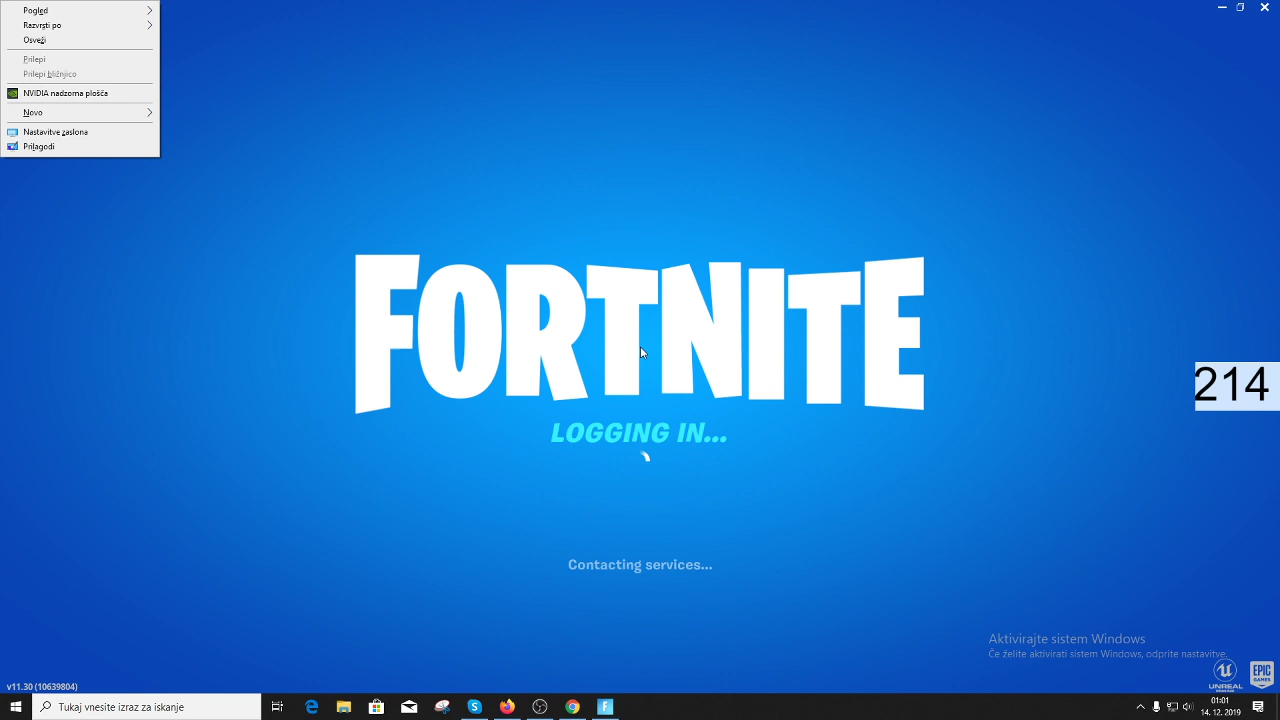 Pogled
Razvrsti po
Osveži
Prilepi
Prilepi bližnjico
NVIDIA nadzorna plošča
Novo
Nastavitve zaslona
Prilagodi
FORTNITE
LOGGING IN...
Contacting services...
214
Aktivirajte sistem Windows
Če želite aktivirati sistem Windows, odprite nastavitve.
UNREAL
EPIC
GAMES
v11.30 (10639804)
Tukaj vnesite izraz za iskanje
01:01
14. 12. 2019